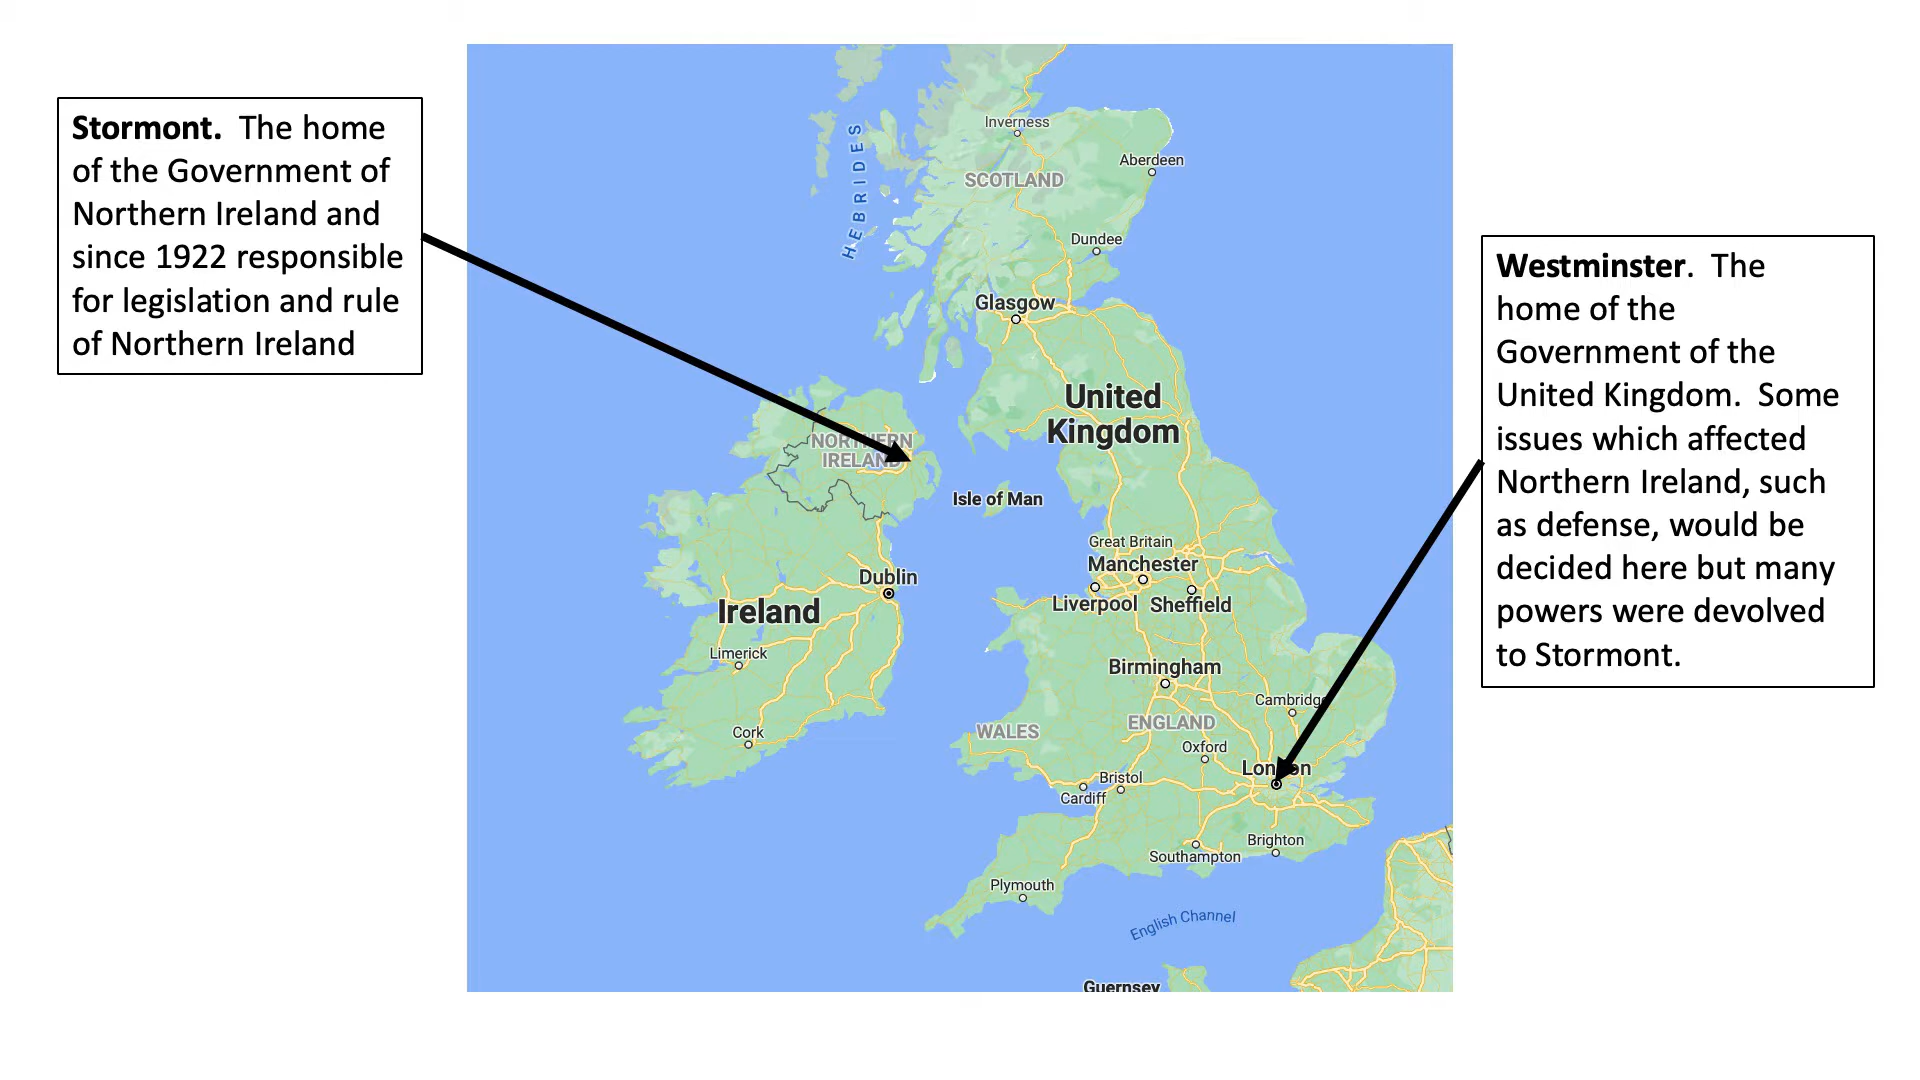 Stormont.  The home
of the Government of
Northern Ireland and
since 1922 responsible
for legislation and rule
of Northern Ireland
Inverness
Aberdeen
HEBRIDES
SCOTLAND
Dundee
Glasgow
United
Kingdom
NORTHERN
IRELAND
Isle of Man
Great Britain
Manchester
Dublin
Liverpool
Sheffield
Ireland
Limerick
Birmingham
Cambridge
ENGLAND
WALES
Cork
Oxford
London
Bristol
Cardiff
Brighton
Southampton
Plymouth
English Channel
Guernsey
Westminster.  The
home of the
Government of the
United Kingdom.  Some
issues which affected
Northern Ireland, such
as defense, would be
decided here but many
powers were devolved
to Stormont.